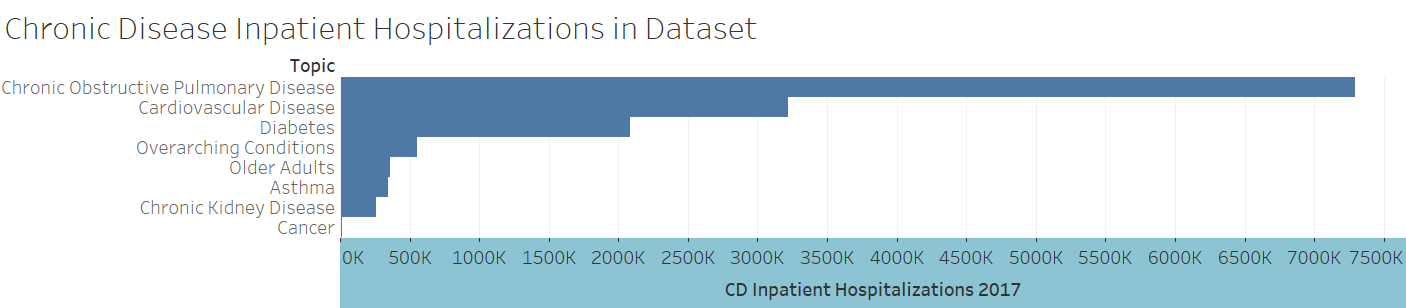 Chronic Disease Inpatient Hospitalizations in Dataset
Topic
Chronic Obstructive Pulmonary Disease
Cardiovascular Disease
Diabetes
Overarching Conditions
Older Adults
Asthma
Chronic Kidney Disease
Cancer
0K 500K 1000K 1500K 2000K 2500K 3000K 3500K 4000K 4500K 5000K 5500K 6000K 6500K 7000K 7500K
CD Inpatient Hospitalizations 2017